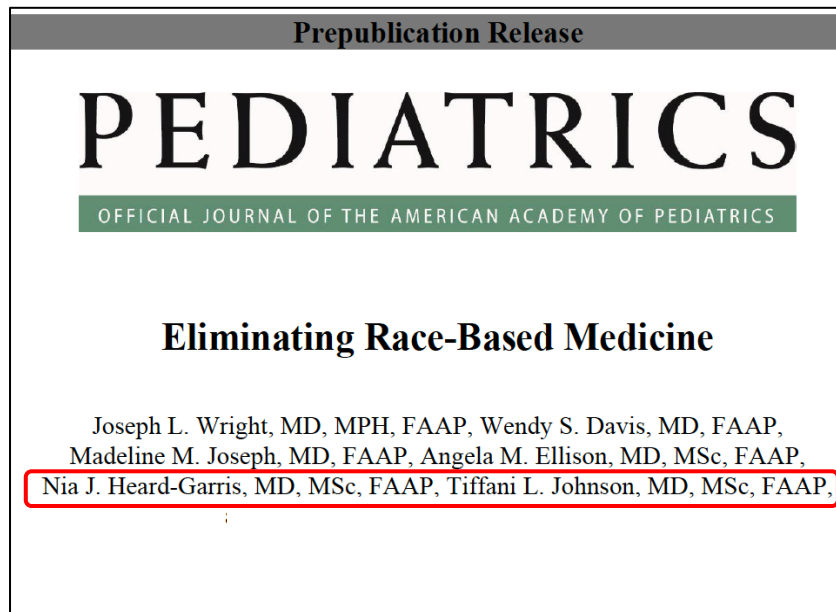 Prepublication Release
PEDIATRICS
OFFICIAL JOURNAL OF THE AMERICAN ACADEMY OF PEDIATRICS
Eliminating Race-Based Medicine
Joseph L. Wright, MD, MPH, FAAP, Wendy S. Davis, MD, FAAP,
Madeline M. Joseph, MD, FAAP, Angela M. Ellison, MD, MSc, FAAP,
Nia J. Heard-Garris, MD, MSc, FAAP, Tiffani L. Johnson, MD, MSc, FAAP,